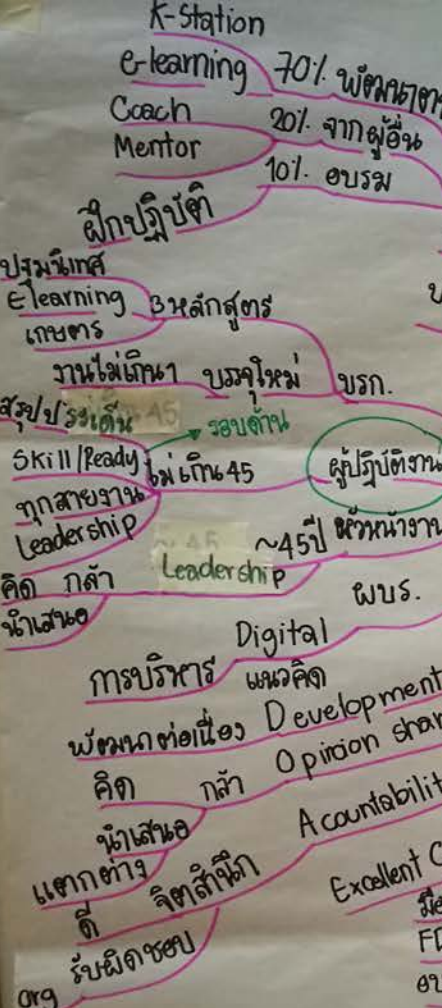 K-Station
e-learning 70% พัฒนาตา
Coach 20% จากผู้อื่น
Mentor
10% อบรม
ฝึกปฏิบัติ
ปฐมนิเทศ
E learning 3 หลักสูตร
เกษตร
งานไม่เกิน 1 บรรจุใหม่ บรก.
สรุปประเด็น
รอบด้าน
Skill/Ready ไม่เกิน 45 ผู้ปฏิบัติงาน
ทุกสายงาน
Leadership
~45ปี หัวหน้างาน
Leadership
คิด กล้า
นำเสนอ
ผบร.
Digital
การบริหาร แนวคิด
พัฒนาต่อเนื่อง Development
คิด กล้า Opinion shar
นำเสนอ
Acountabilit
แตกต่าง
ดี จิตสำนึก
Excellent C
รับผิดชอบ
org
FD